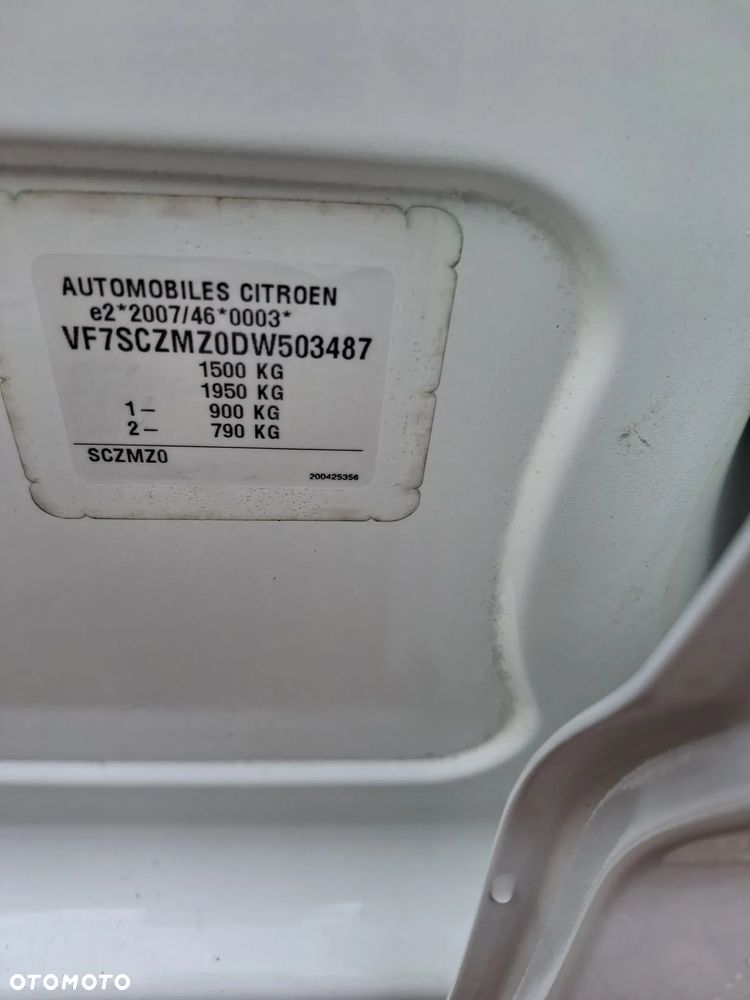 AUTOMOBILES CITROEN
e2*2007/46*0003*
VF7SCZMZ0DW503487
1500 KG
1950 KG
1– 900 KG
2– 790 KG
SCZMZ0
200425356
OTOMOTO